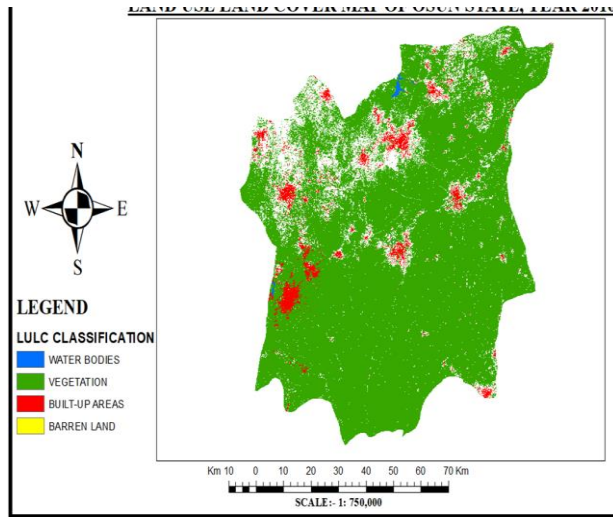 LAND USE LAND COVER MAP OF OSUN STATE, YEAR
N
W
E
S
LEGEND
LULC CLASSIFICATION
WATER BODIES
VEGETATION
BUILT-UP AREAS
BARREN LAND
Km 10 0 10 20 30 40 50 60 70 Km
SCALE:- 1: 750,000